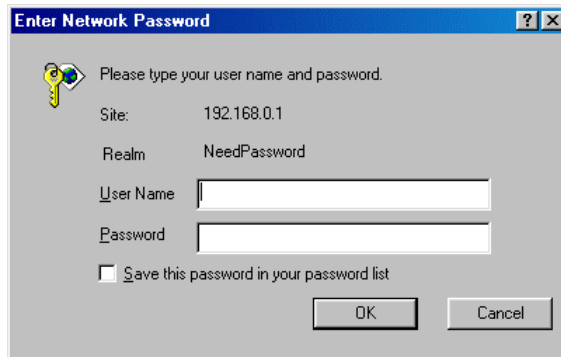 Enter Network Password
Please type your user name and password.
Site: 192.168.0.1
Realm NeedPassword
User Name
Password
Save this password in your password list
OK Cancel